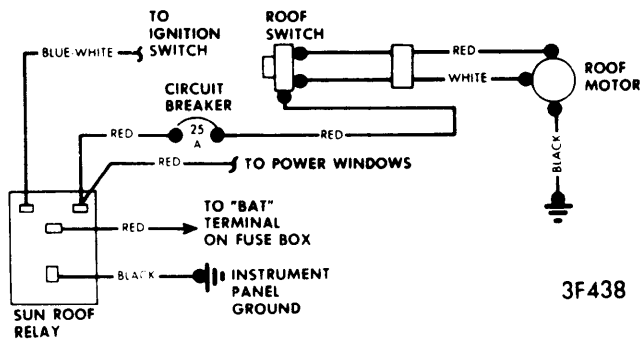 TO
IGNITION
SWITCH
ROOF
SWITCH
BLUE-WHITE
RED
ROOF
MOTOR
WHITE
CIRCUIT
BREAKER
25
A
RED
RED
RED
TO POWER WINDOWS
BLACK
TO "BAT"
TERMINAL
ON FUSE BOX
RED
BLACK
INSTRUMENT
PANEL
GROUND
3F438
SUN ROOF
RELAY